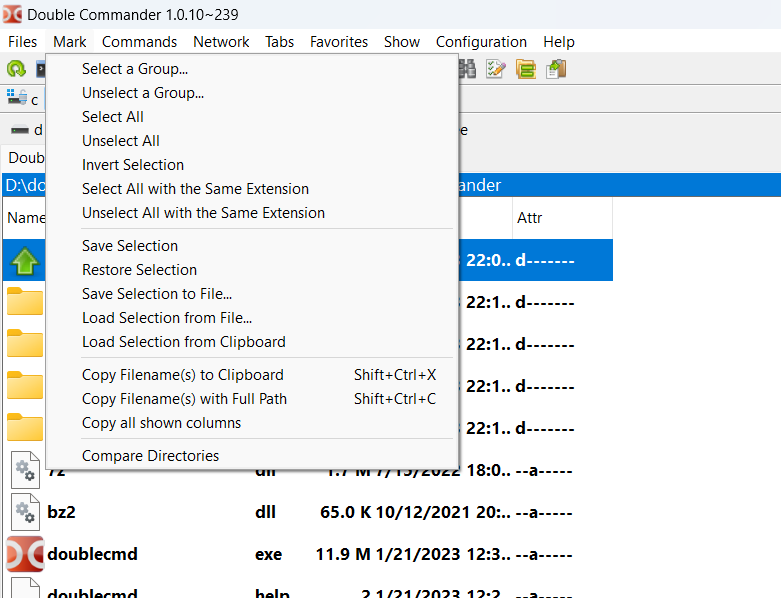 Double Commander 1.0.10~239
Files Mark Commands Network Tabs Favorites Show Configuration Help
Select a Group...
Unselect a Group...
c
Select All
d
e
Unselect All
Doub
Invert Selection
D:\do
Select All with the Same Extension
ander
Name
Unselect All with the Same Extension
Attr
Save Selection
22:0.. d-------
Restore Selection
Save Selection to File...
22:1.. d-------
Load Selection from File...
Load Selection from Clipboard
22:1.. d-------
Copy Filename(s) to Clipboard Shift+Ctrl+X
22:1.. d-------
Copy Filename(s) with Full Path Shift+Ctrl+C
Copy all shown columns
22:1.. d-------
Compare Directories
7z dll 1.7 M 7/15/2022 18:0.. --a-----
bz2 dll 65.0 K 10/12/2021 20:.. --a-----
doublecmd exe 11.9 M 1/21/2023 12:3.. --a-----
doublecmd help 2 1/21/2023 12:2.. --a-----